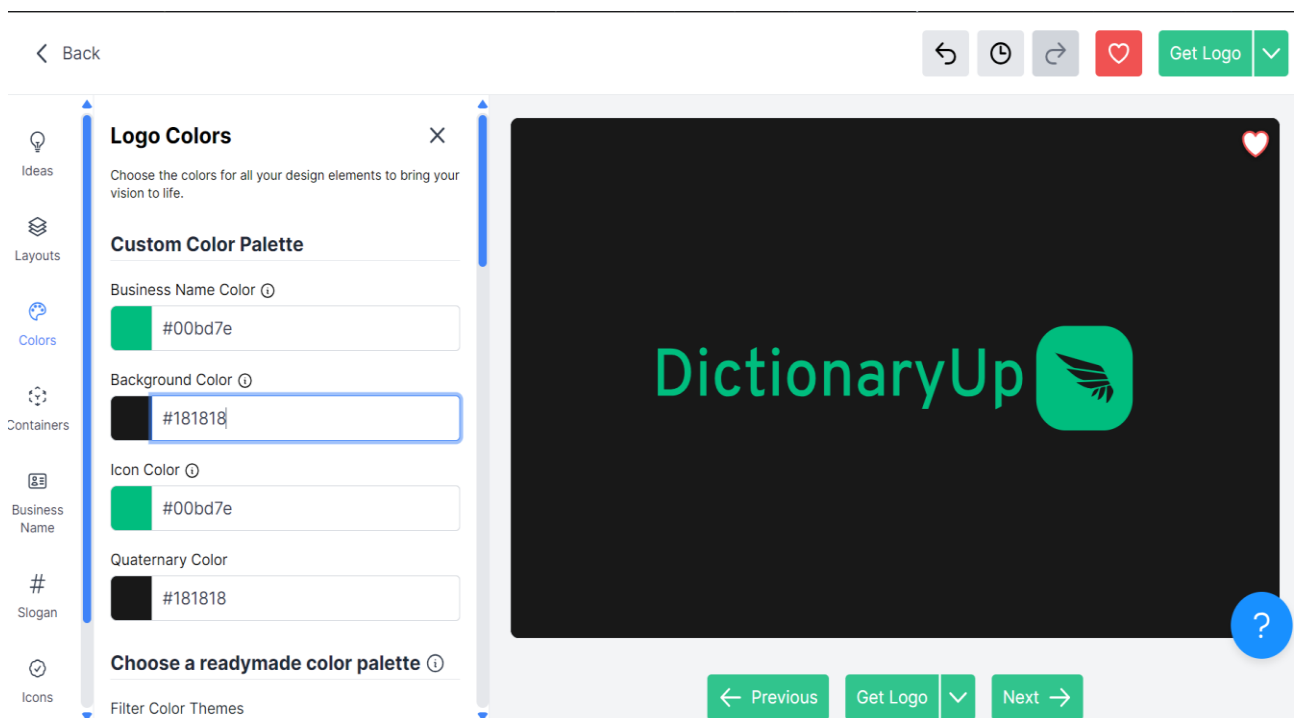 Back
Get Logo
Ideas
Layouts
Colors
Containers
Business
Name
Slogan
Icons
Logo Colors
Choose the colors for all your design elements to bring your
vision to life.
Custom Color Palette
Business Name Color
#00bd7e
Background Color
#181818
Icon Color
#00bd7e
Quaternary Color
#181818
Choose a readymade color palette
Filter Color Themes
DictionaryUp
?
Previous
Get Logo
Next